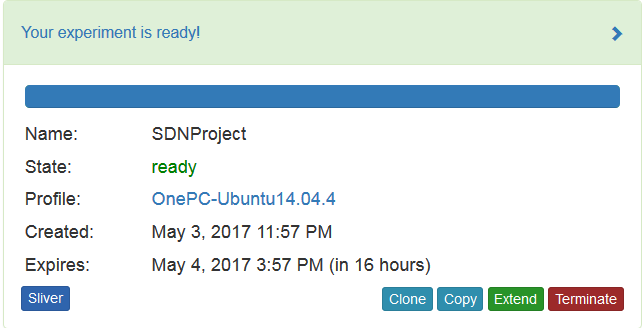 Your experiment is ready!
Name: SDNProject
State: ready
Profile: OnePC-Ubuntu14.04.4
Created: May 3, 2017 11:57 PM
Expires: May 4, 2017 3:57 PM (in 16 hours)
Sliver Clone Copy Extend Terminate